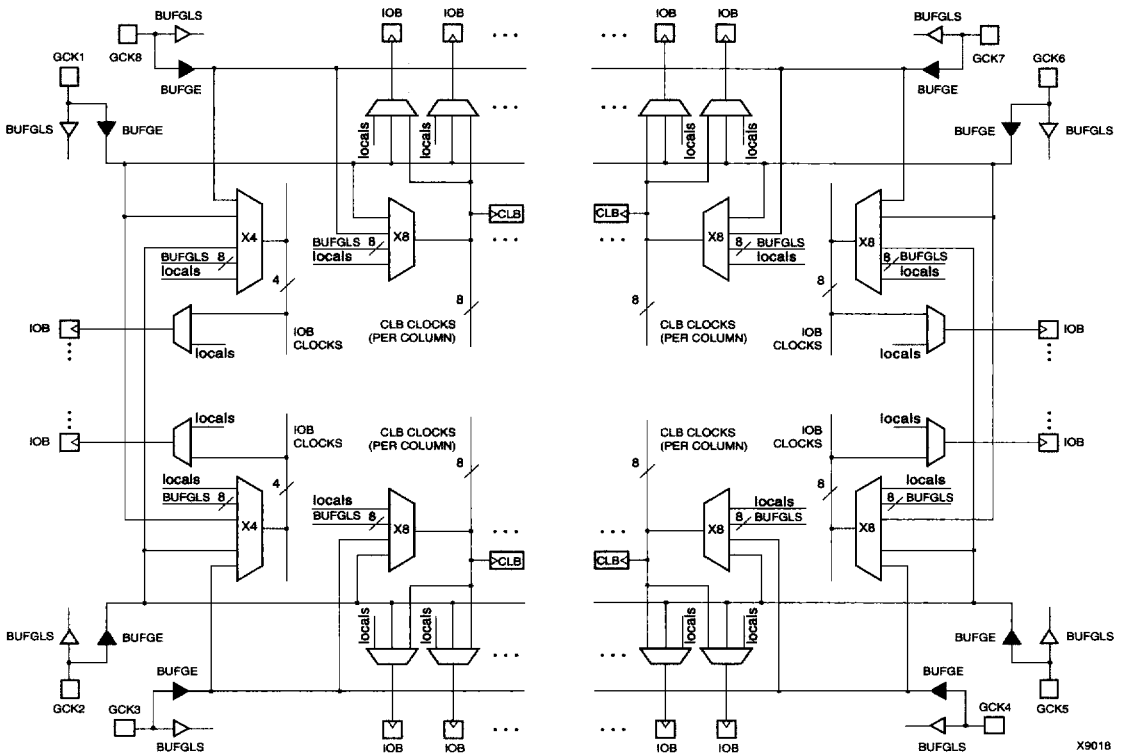 BUFGLS
GCK8
BUFGE
IOB
IOB
...
...
IOB
IOB
BUFGLS
GCK7
BUFGE
GCK1
BUFGLS
BUFGE
GCK6
BUFGE
BUFGLS
locals
locals
...
...
locals
locals
X4
BUFGLS 8
locals
4
X8
BUFGLS 8
locals
8
CLB
...
CLB
...
8
X8
8 BUFGLS
locals
8
X8
8 BUFGLS
locals
IOB
locals
IOB
CLOCKS
CLB CLOCKS
(PER COLUMN)
CLB CLOCKS
(PER COLUMN)
IOB
CLOCKS
locals
IOB
IOB
locals
IOB
CLOCKS
CLB CLOCKS
(PER COLUMN)
CLB CLOCKS
(PER COLUMN)
IOB
CLOCKS
locals
IOB
locals
BUFGLS 8
X4
4
locals
BUFGLS 8
X8
8
...
CLB
...
CLB
8
locals
8 BUFGLS
X8
8
locals
8 BUFGLS
X8
BUFGLS
BUFGE
GCK2
locals
locals
...
...
locals
locals
BUFGE
BUFGLS
GCK5
BUFGE
GCK3
BUFGLS
IOB
IOB
...
...
IOB
IOB
BUFGE
GCK4
BUFGLS
X9018